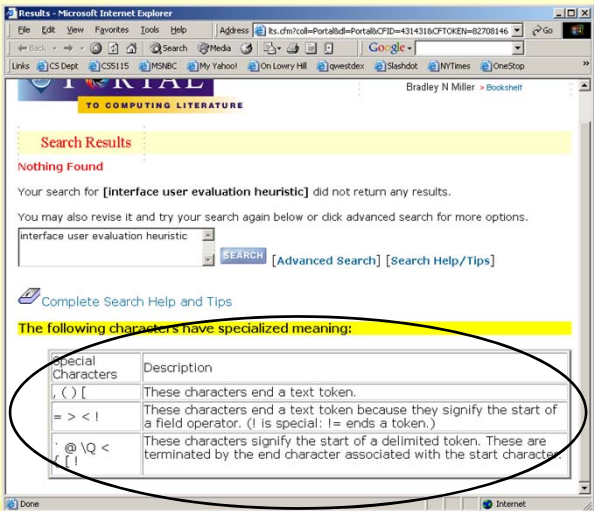 Results - Microsoft Internet Explorer
File Edit View Favorites Tools Help Address lts.cfm?coll=Portal&dl=Portal&CFID=4314318&CFTOKEN=82708146 Go
Back Search Media Google
Links CS Dept CS5115 MSNBC My Yahoo! On Lowry Hill qwestdex Slashdot NYTimes OneStop »
PORTAL Bradley N Miller > Bookshelf
TO COMPUTING LITERATURE
Search Results
Nothing Found
Your search for [interface user evaluation heuristic] did not return any results.
You may also revise it and try your search again below or click advanced search for more options.
interface user evaluation heuristic
SEARCH [Advanced Search] [Search Help/Tips]
Complete Search Help and Tips
The following characters have specialized meaning:
Special Characters Description
, ( ) [ These characters end a text token.
= > < ! These characters end a text token because they signify the start of
a field operator. (! is special: != ends a token.)
` @ \Q < These characters signify the start of a delimited token. These are
{ [ ! terminated by the end character associated with the start character.
Done Internet